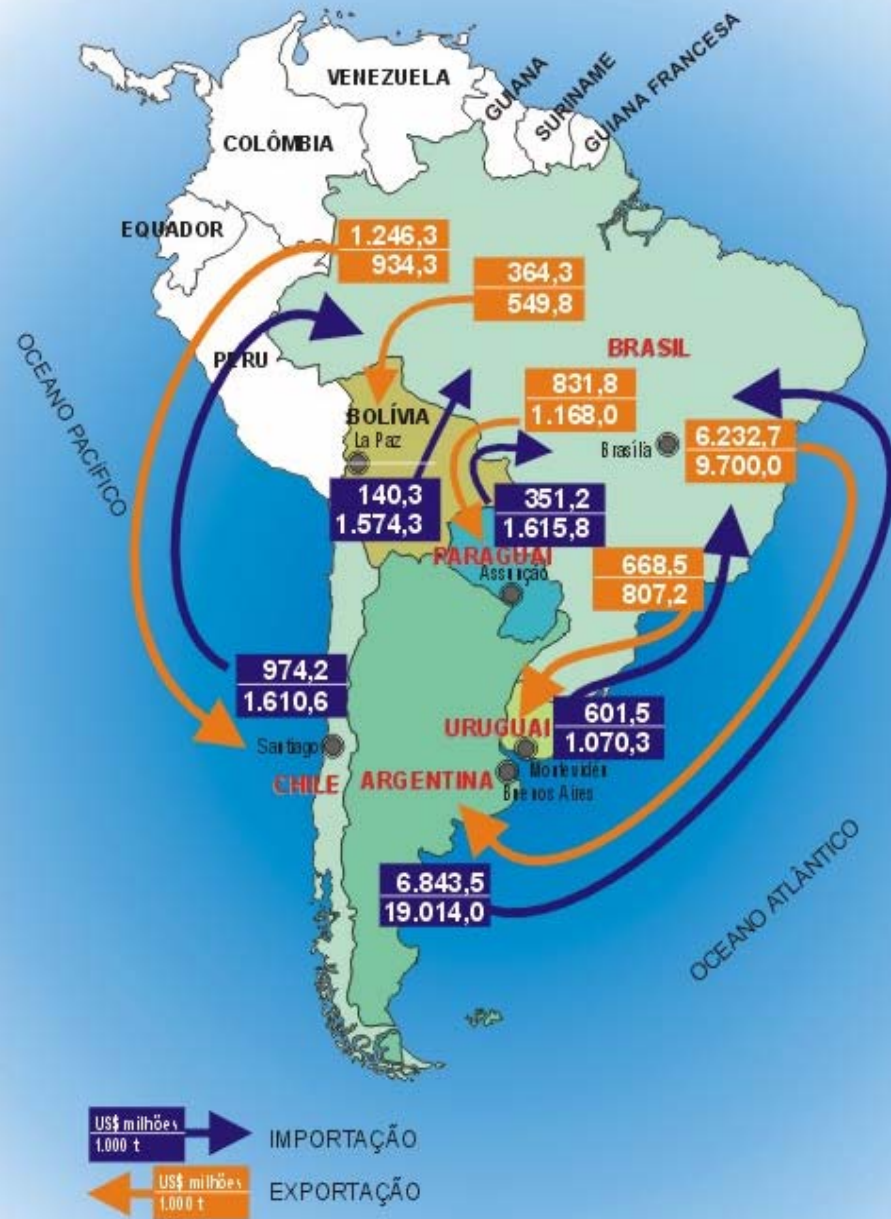 VENEZUELA
GUIANA
SURINAME
GUIANA FRANCESA
COLÔMBIA
EQUADOR
1.246,3
934,3
364,3
549,8
OCEANO PACÍFICO
PERU
BRASIL
BOLÍVIA
La Paz
831,8
1.168,0
Brasília
6.232,7
9.700,0
140,3
1.574,3
351,2
1.615,8
PARAGUAI
Assunção
668,5
807,2
974,2
1.610,6
URUGUAI
601,5
1.070,3
Santiago
Montevidéu
CHILE
ARGENTINA
Buenos Aires
6.843,5
19.014,0
OCEANO ATLÂNTICO
US$ milhões
1.000 t
IMPORTAÇÃO
US$ milhões
1.000 t
EXPORTAÇÃO